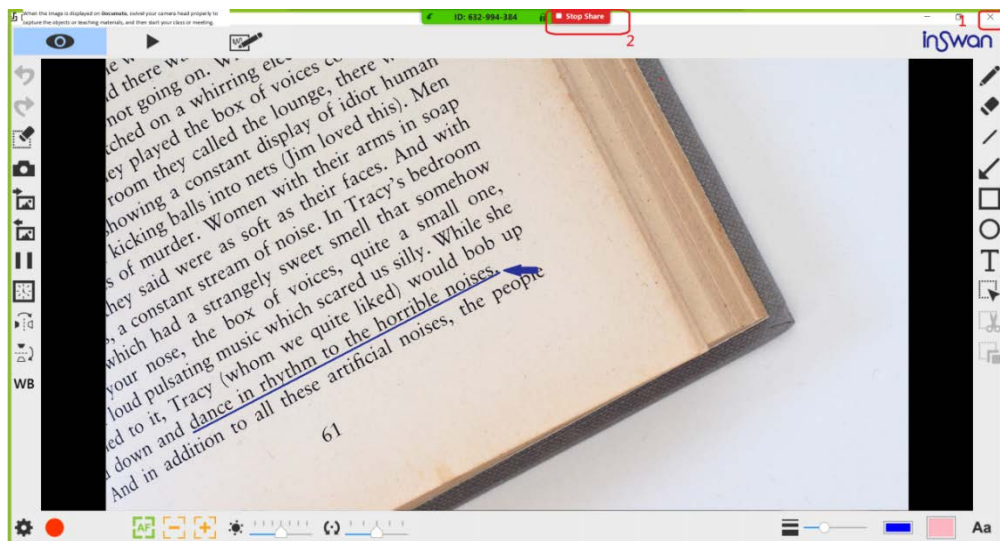 When the image is displayed on Documate, swivel your camera head properly to
capture the objects or teaching materials, and then start your class or meeting.
ID: 632-994-384
Stop Share
1
2
inSwan
there wa
not going on. W
tched on a whirring ele
ey played the box of voices co
room they called the lounge, there w
howing a constant display of idiot human
kicking balls into nets (Jim loved this). Men
s of murder. Women with their arms in soap
hey said were as soft as their faces. And with
, a constant stream of noise. In Tracy's bedroom
which had a strangely sweet smell that somehow
your nose, the box of voices, quite a small one,
loud pulsating music which scared us silly. While she
ed to it, Tracy (whom we quite liked) would bob up
down and dance in rhythm to the horrible noises.
And in addition to all these artificial noises, the people
61
T
WB
AF
Aa